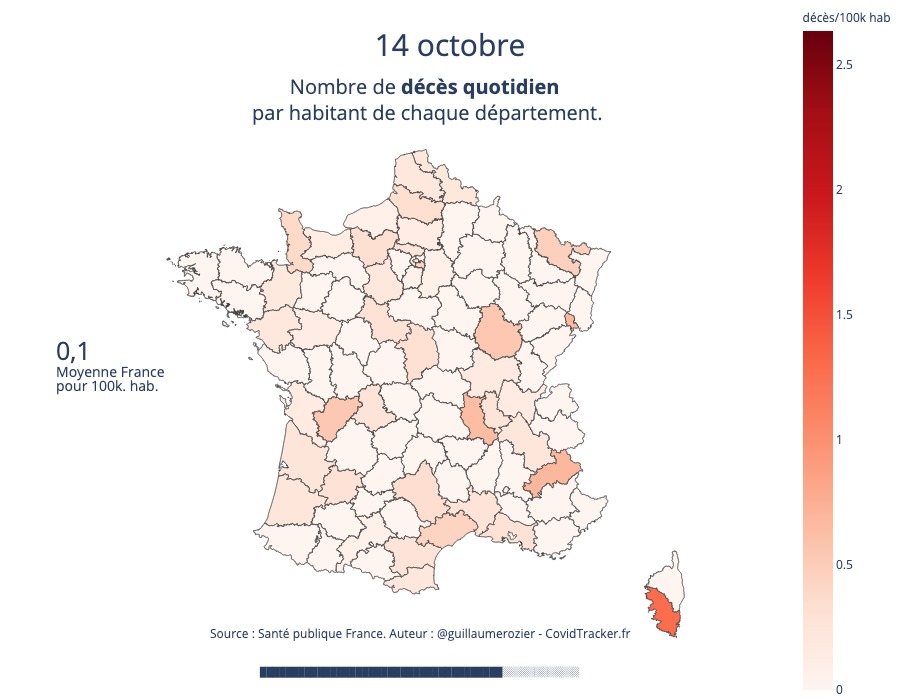 14 octobre
Nombre de décès quotidien
par habitant de chaque département.
décès/100k hab
2.5
2
1.5
1
0.5
0
0,1
Moyenne France
pour 100k. hab.
Source : Santé publique France. Auteur : @guillaumerozier - CovidTracker.fr